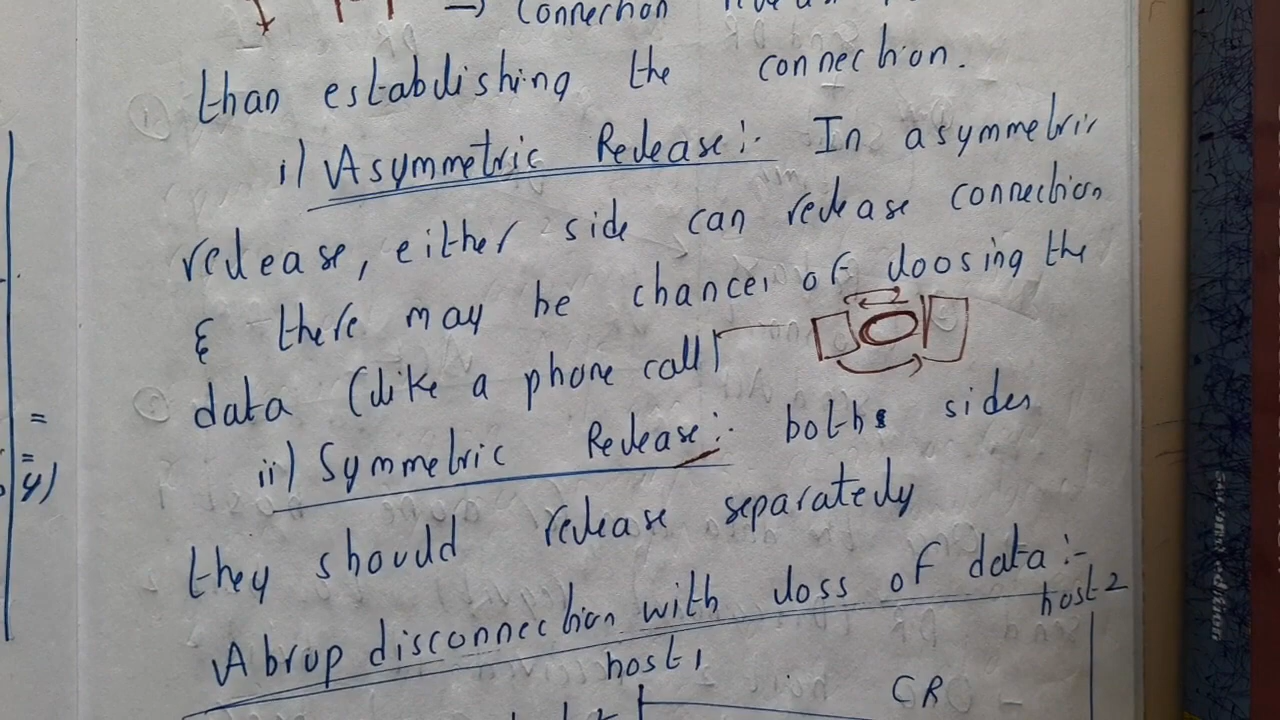 → Connection
than establishing the connection.
i) Asymmetric Release:- In asymmetric
release, either side can release connection
& there may be chances of loosing the
data (like a phone call)
ii) Symmetric Release:- both sides
they should release separately
Abrup disconnection with loss of data:-
host 1 host 2
CR
=
=
y)